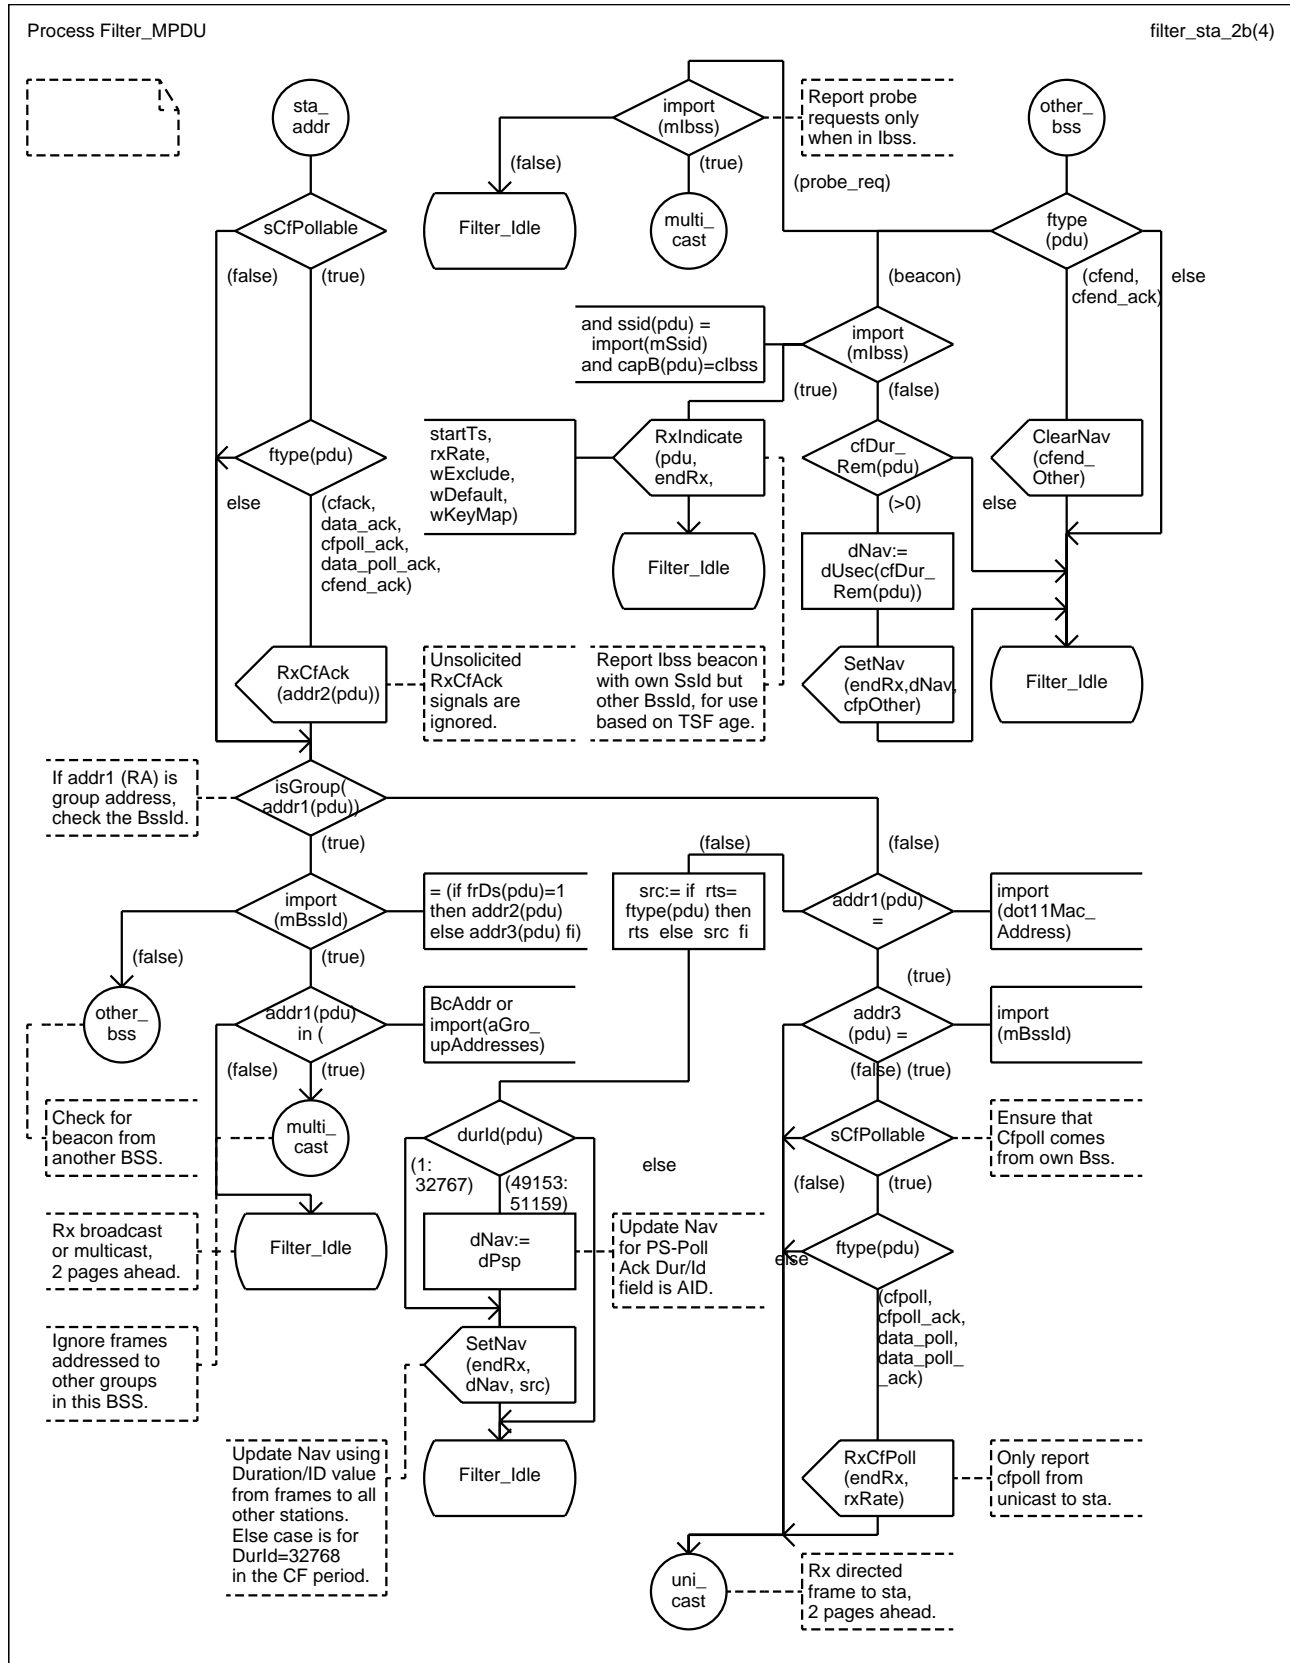 Process Filter_MPDU
filter_sta_2b(4)
sta_
addr
import
(mIbss)
Report probe
requests only
when in Ibss.
other_
bss
(false)
(true)
(probe_req)
Filter_Idle
multi_
cast
sCfPollable
ftype
(pdu)
(false)
(true)
(beacon)
(cfend,
cfend_ack)
else
and ssid(pdu) =
import(mSsid)
and capB(pdu)=cIbss
import
(mIbss)
(true)
(false)
startTs,
rxRate,
wExclude,
wDefault,
wKeyMap)
RxIndicate
(pdu,
endRx,
cfDur_
Rem(pdu)
ClearNav
(cfend_
Other)
ftype(pdu)
else
(cfack,
data_ack,
cfpoll_ack,
data_poll_ack,
cfend_ack)
(>0)
else
Filter_Idle
dNav:=
dUsec(cfDur_
Rem(pdu))
RxCfAck
(addr2(pdu))
Unsolicited
RxCfAck
signals are
ignored.
Report Ibss beacon
with own SsId but
other BssId, for use
based on TSF age.
SetNav
(endRx,dNav,
cfpOther)
Filter_Idle
If addr1 (RA) is
group address,
check the BssId.
isGroup(
addr1(pdu))
(true)
(false)
(false)
import
(mBssId)
= (if frDs(pdu)=1
then addr2(pdu)
else addr3(pdu) fi)
src:= if rts=
ftype(pdu) then
rts else src fi
addr1(pdu)
=
import
(dot11Mac_
Address)
(false)
(true)
(true)
other_
bss
addr1(pdu)
in (
BcAddr or
import(aGro_
upAddresses)
addr3
(pdu) =
import
(mBssId)
(false)
(true)
(false) (true)
Check for
beacon from
another BSS.
multi_
cast
durId(pdu)
sCfPollable
Ensure that
Cfpoll comes
from own Bss.
(1:
32767)
(49153:
51159)
else
(false)
(true)
Rx broadcast
or multicast,
2 pages ahead.
Filter_Idle
dNav:=
dPsp
Update Nav
for PS-Poll
Ack Dur/Id
field is AID.
ftype(pdu)
else
(cfpoll,
cfpoll_ack,
data_poll,
data_poll_
_ack)
Ignore frames
addressed to
other groups
in this BSS.
SetNav
(endRx,
dNav, src)
Update Nav using
Duration/ID value
from frames to all
other stations.
Else case is for
DurId=32768
in the CF period.
Filter_Idle
RxCfPoll
(endRx,
rxRate)
Only report
cfpoll from
unicast to sta.
uni_
cast
Rx directed
frame to sta,
2 pages ahead.